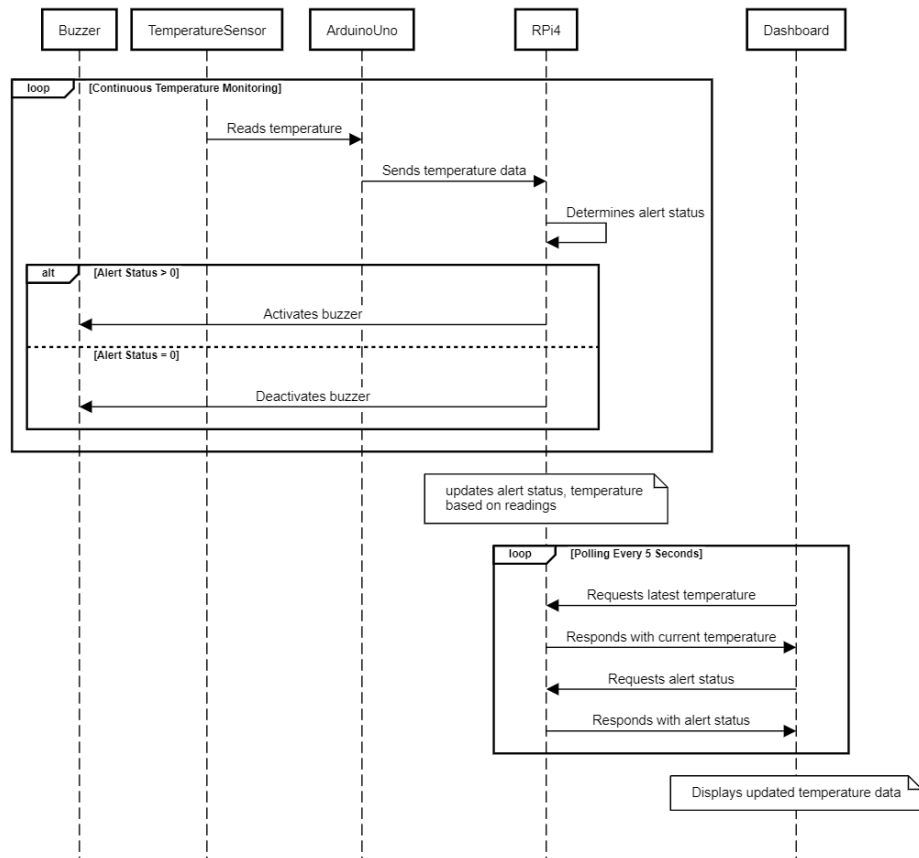 Buzzer
TemperatureSensor
ArduinoUno
RPi4
Dashboard
loop
[Continuous Temperature Monitoring]
Reads temperature
Sends temperature data
Determines alert status
alt
[Alert Status > 0]
Activates buzzer
[Alert Status = 0]
Deactivates buzzer
updates alert status, temperature
based on readings
loop
[Polling Every 5 Seconds]
Requests latest temperature
Responds with current temperature
Requests alert status
Responds with alert status
Displays updated temperature data